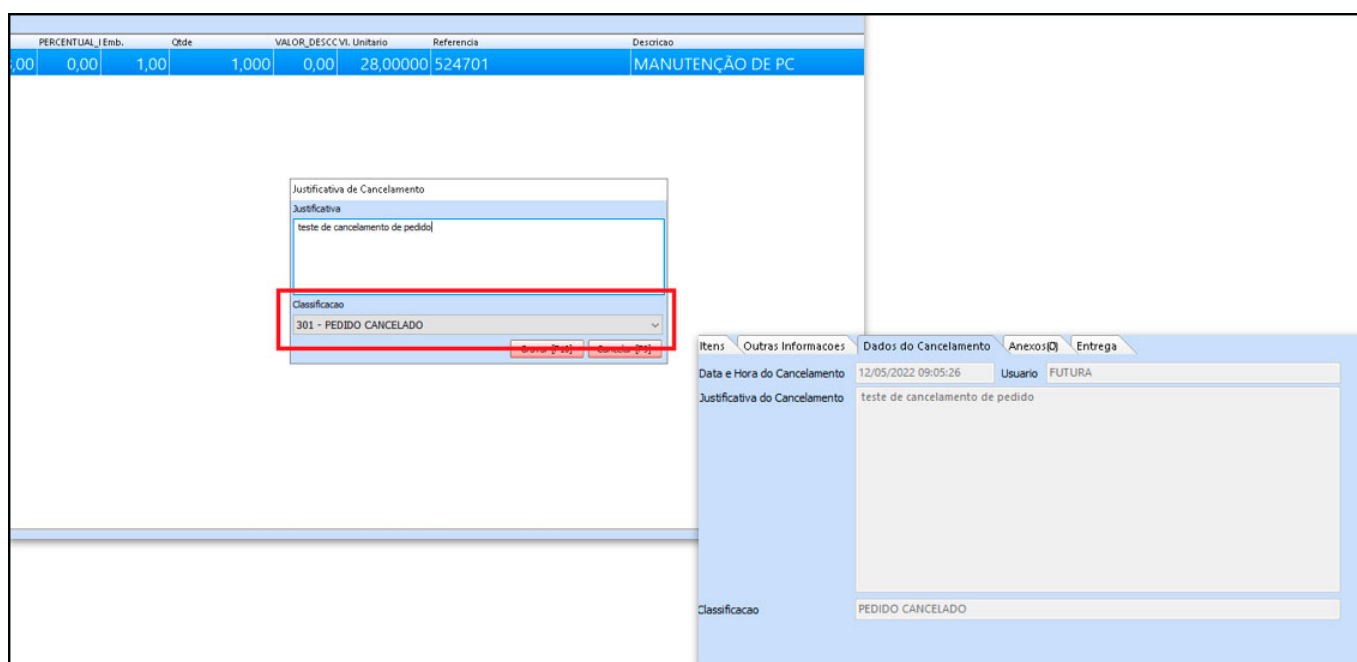 PERCENTUAL_I Emb. Qtde VALOR_DESCC Vl. Unitario Referencia Descricao
,00 0,00 1,00 1,000 0,00 28,00000 524701 MANUTENÇÃO DE PC
Justificativa de Cancelamento
Justificativa
teste de cancelamento de pedido
Classificacao
301 - PEDIDO CANCELADO
Itens Outras Informacoes Dados do Cancelamento Anexos(0) Entrega
Data e Hora do Cancelamento 12/05/2022 09:05:26 Usuario FUTURA
Justificativa do Cancelamento teste de cancelamento de pedido
Classificacao PEDIDO CANCELADO